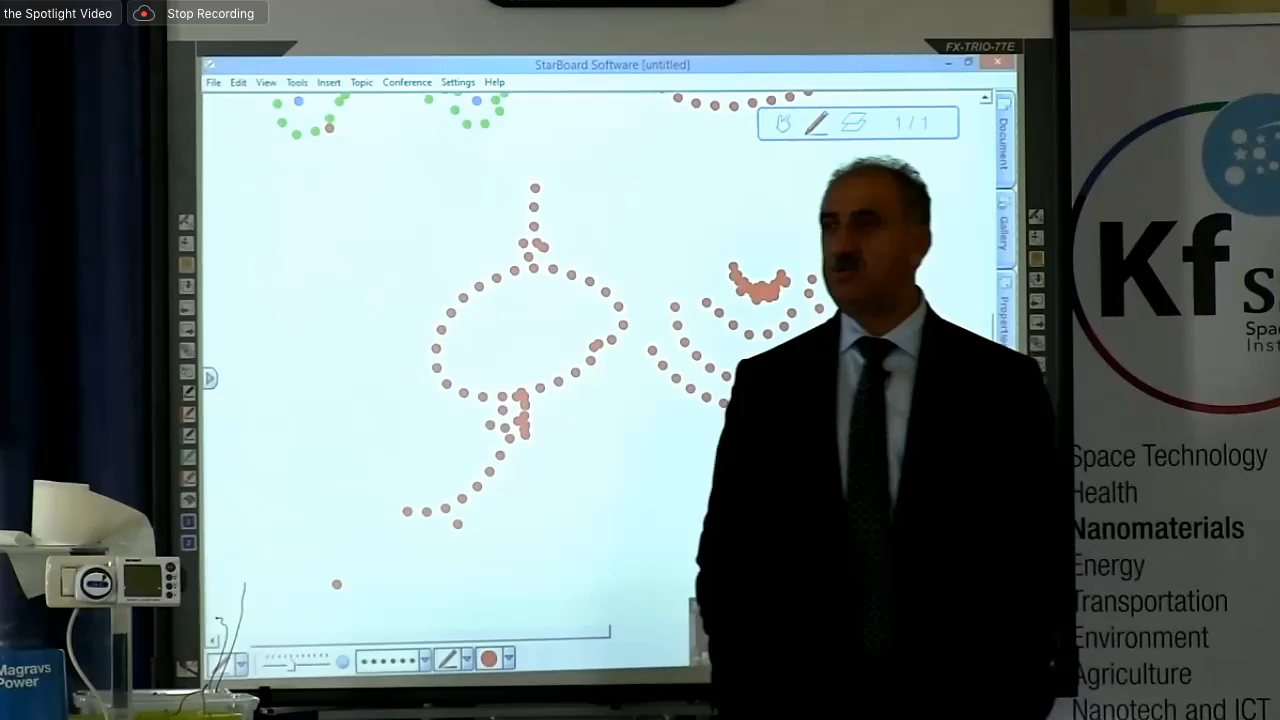 the Spotlight Video
Stop Recording
FX-TRIO-77E
StarBoard Software [untitled]
File Edit View Tools Insert Topic Conference Settings Help
1 / 1
Document
Gallery
Kf
Space Technology
Health
Nanomaterials
Energy
Transportation
Environment
Agriculture
Nanotech and ICT
Magravs
Power